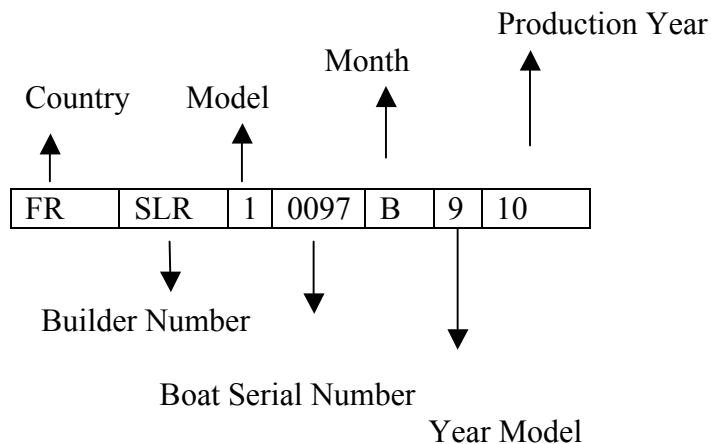 Production Year
Month
Country Model
FR SLR 1 0097 B 9 10
Builder Number
Boat Serial Number
Year Model